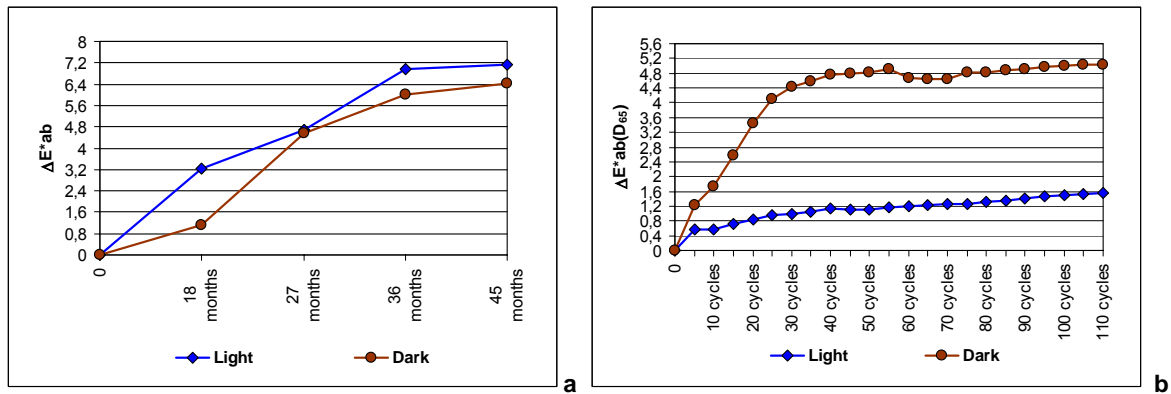 ΔE*ab
8
7,2
6,4
5,6
4,8
4
3,2
2,4
1,6
0,8
0
0
18 months
27 months
36 months
45 months
Light Dark
a
ΔE*ab(D65)
5,6
5,2
4,8
4,4
4
3,6
3,2
2,8
2,4
2
1,6
1,2
0,8
0,4
0
0
10 cycles
20 cycles
30 cycles
40 cycles
50 cycles
60 cycles
70 cycles
80 cycles
90 cycles
100 cycles
110 cycles
Light Dark
b